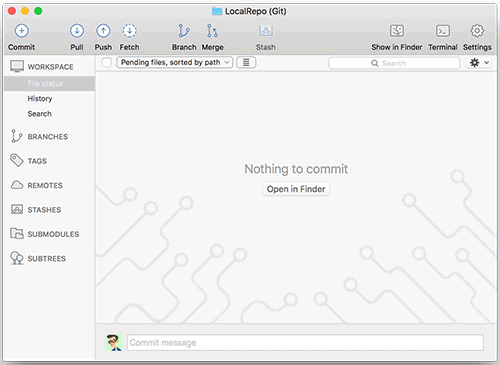 LocalRepo (Git)
Commit Pull Push Fetch Branch Merge Stash Show in Finder Terminal Settings
WORKSPACE
Pending files, sorted by path
Search
File status
History
Search
BRANCHES
TAGS
REMOTES
STASHES
SUBMODULES
SUBTREES
Nothing to commit
Open in Finder
Commit message